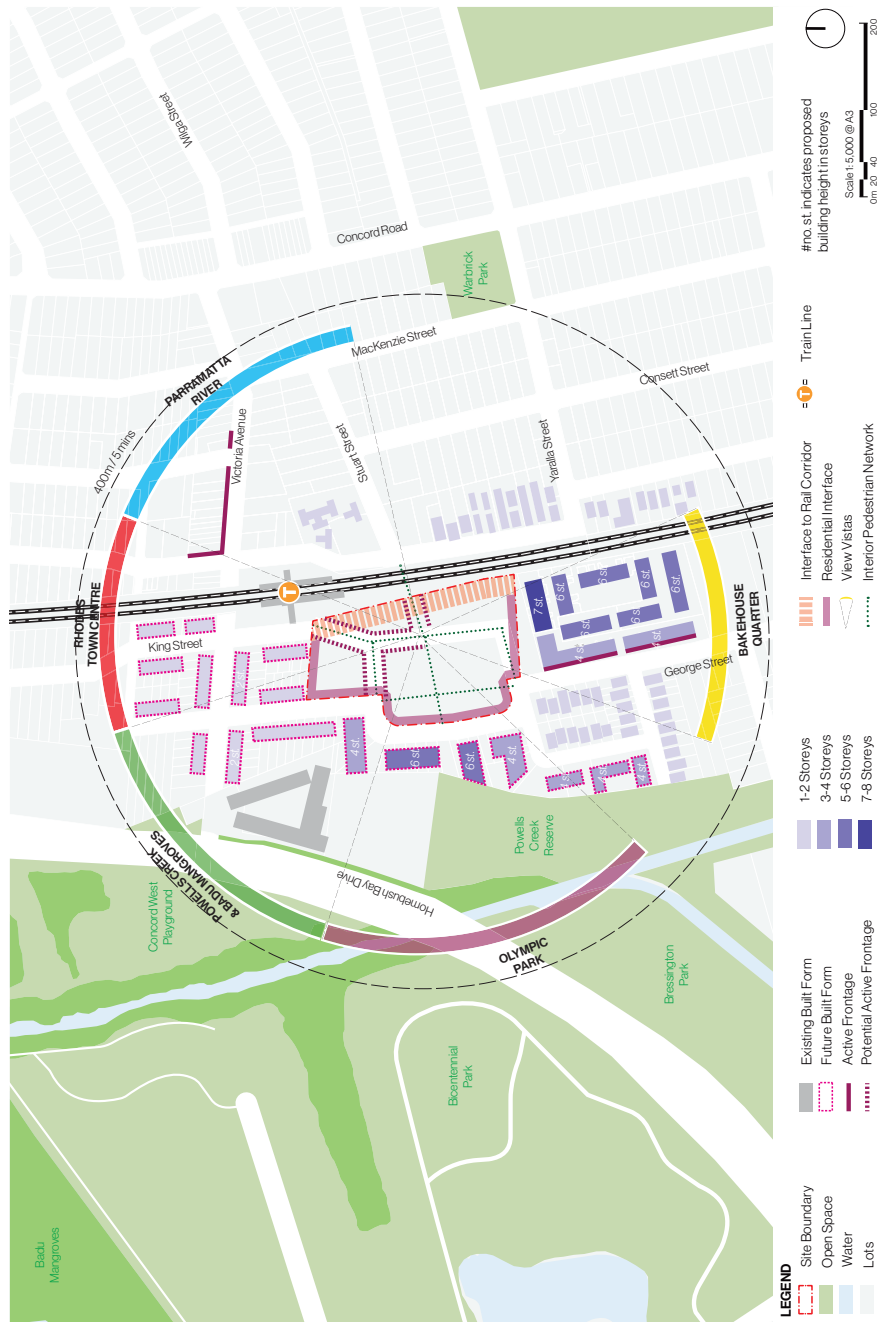 Wilga Street
Concord Road
Warbrick
Park
PARRAMATTA
RIVER
MacKenzie Street
400m / 5 mins
Victoria Avenue
Stuart Street
Consett Street
Yaralla Street
RHODES
TOWN CENTRE
T
King Street
7 st.
6 st.
6 st.
6 st.
6 st.
6 st.
6 st.
4 st.
4 st.
BAKEHOUSE
QUARTER
George Street
4 st.
6 st.
6 st.
4 st.
POWELLS CREEK
& BADU MANGROVES
Concord West
Playground
Homebush Bay Drive
Powells
Creek
Reserve
OLYMPIC
PARK
Bressington
Park
Bicentennial
Park
Badu
Mangroves
LEGEND
Site Boundary
Open Space
Water
Lots
Existing Built Form
Future Built Form
Active Frontage
Potential Active Frontage
1-2 Storeys
3-4 Storeys
5-6 Storeys
7-8 Storeys
Interface to Rail Corridor
Residential Interface
View Vistas
Interior Pedestrian Network
T
Train Line
#no. st. indicates proposed
building height in storeys
Scale 1: 5,000 @ A3
0m 20 40 100 200